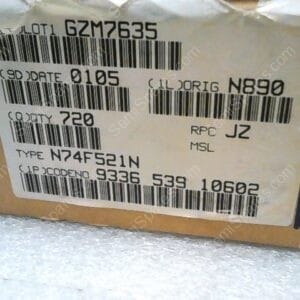 LOT1 GZM7635
(9D)DATE 0105
(1L)ORIG N890
(Q)QTY 720
RPC JZ
MSL
TYPE N74F521N
(1P)CODENO 9336 539 10602